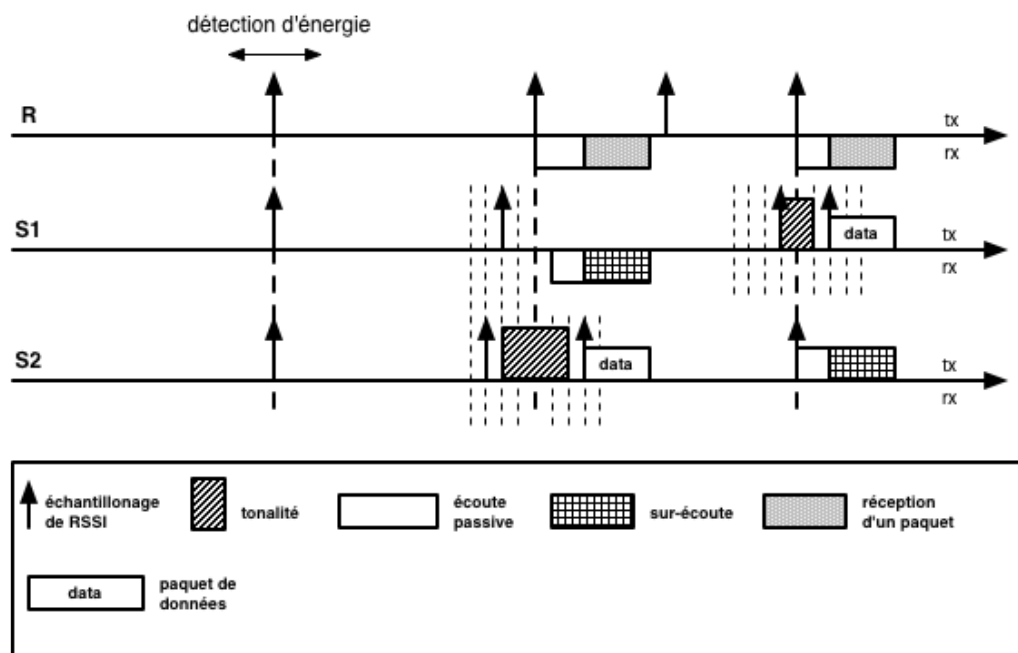 détection d'énergie
R
tx
rx
S1
data
tx
rx
S2
data
tx
rx
échantillonage
de RSSI
tonalité
écoute
passive
sur-écoute
réception
d'un paquet
data
paquet de
données